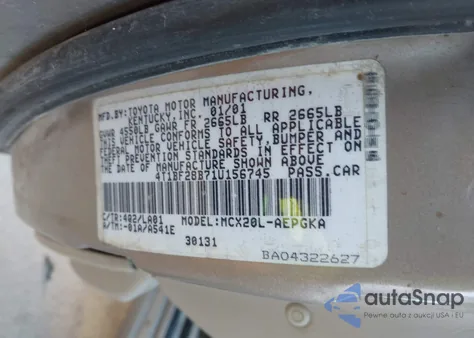 MFD.BY:TOYOTA MOTOR MANUFACTURING,
KENTUCKY, INC. 01/01
GVWR 4550LB GAWR FR 2665LB RR 2665LB
THIS VEHICLE CONFORMS TO ALL APPLICABLE
FEDERAL MOTOR VEHICLE SAFETY, BUMPER AND
THEFT PREVENTION STANDARDS IN EFFECT ON
THE DATE OF MANUFACTURE SHOWN ABOVE
4T1BF28B71U156745 PASS.CAR
C/TR:402/LA01 MODEL:MCX20L-AEPGKA
A/TM:-01A/A541E
30131
BA04322627
autoSnap
Pewne auta z aukcji USA i EU